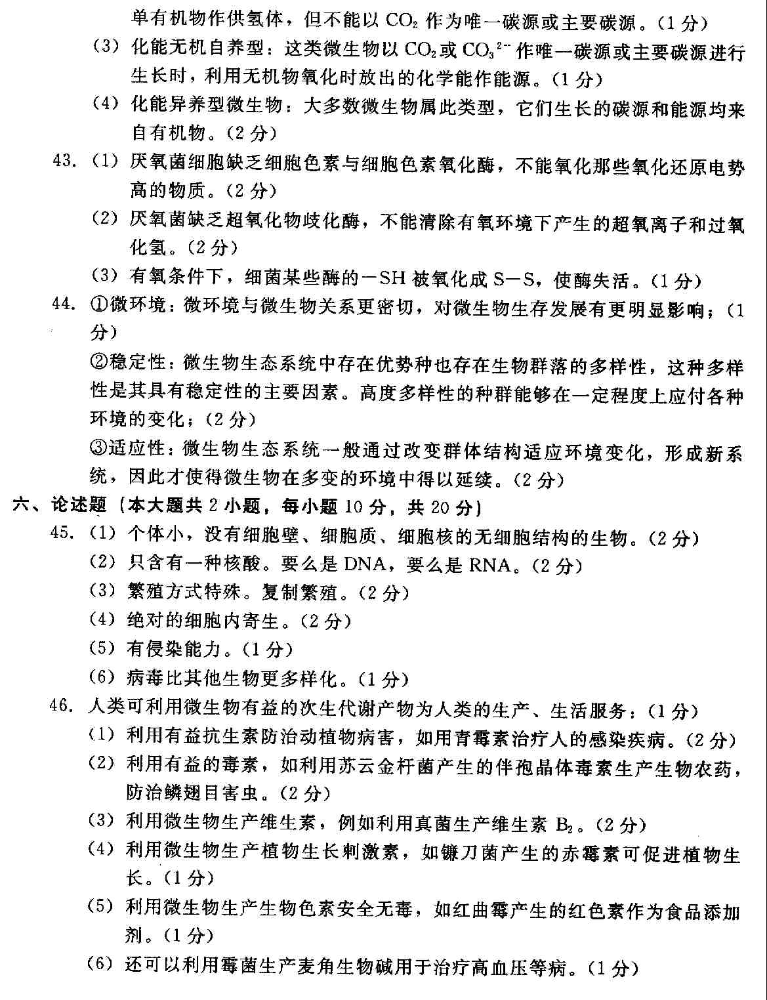 单有机物作供氢体，但不能以 CO₂ 作为唯一碳源或主要碳源。(1 分)
(3) 化能无机自养型：这类微生物以 CO₂或 CO₃²⁻ 作唯一碳源或主要碳源进行
生长时，利用无机物氧化时放出的化学能作能源。(1 分)
(4) 化能异养型微生物：大多数微生物属此类型，它们生长的碳源和能源均来
自有机物。(2 分)
43. (1) 厌氧菌细胞缺乏细胞色素与细胞色素氧化酶，不能氧化那些氧化还原电势
高的物质。(2 分)
(2) 厌氧菌缺乏超氧化物歧化酶，不能清除有氧环境下产生的超氧离子和过氧
化氢。(2 分)
(3) 有氧条件下，细菌某些酶的－SH 被氧化成 S－S，使酶失活。(1 分)
44. ①微环境：微环境与微生物关系更密切，对微生物生存发展有更明显影响；(1
分)
②稳定性：微生物生态系统中存在优势种也存在生物群落的多样性，这种多样
性是其具有稳定性的主要因素。高度多样性的种群能够在一定程度上应付各种
环境的变化；(2 分)
③适应性：微生物生态系统一般通过改变群体结构适应环境变化，形成新系
统，因此才使得微生物在多变的环境中得以延续。(2 分)
六、论述题 (本大题共 2 小题，每小题 10 分，共 20 分)
45. (1) 个体小，没有细胞壁、细胞质、细胞核的无细胞结构的生物。(2 分)
(2) 只含有一种核酸。要么是 DNA，要么是 RNA。(2 分)
(3) 繁殖方式特殊。复制繁殖。(2 分)
(4) 绝对的细胞内寄生。(2 分)
(5) 有侵染能力。(1 分)
(6) 病毒比其他生物更多样化。(1 分)
46. 人类可利用微生物有益的次生代谢产物为人类的生产、生活服务：(1 分)
(1) 利用有益抗生素防治动植物病害，如用青霉素治疗人的感染疾病。(2 分)
(2) 利用有益的毒素，如利用苏云金杆菌产生的伴孢晶体毒素生产生物农药，
防治鳞翅目害虫。(2 分)
(3) 利用微生物生产维生素，例如利用真菌生产维生素 B₂。(2 分)
(4) 利用微生物生产植物生长刺激素，如镰刀菌产生的赤霉素可促进植物生
长。(1 分)
(5) 利用微生物生产生物色素安全无毒，如红曲霉产生的红色素作为食品添加
剂。(1 分)
(6) 还可以利用霉菌生产麦角生物碱用于治疗高血压等病。(1 分)